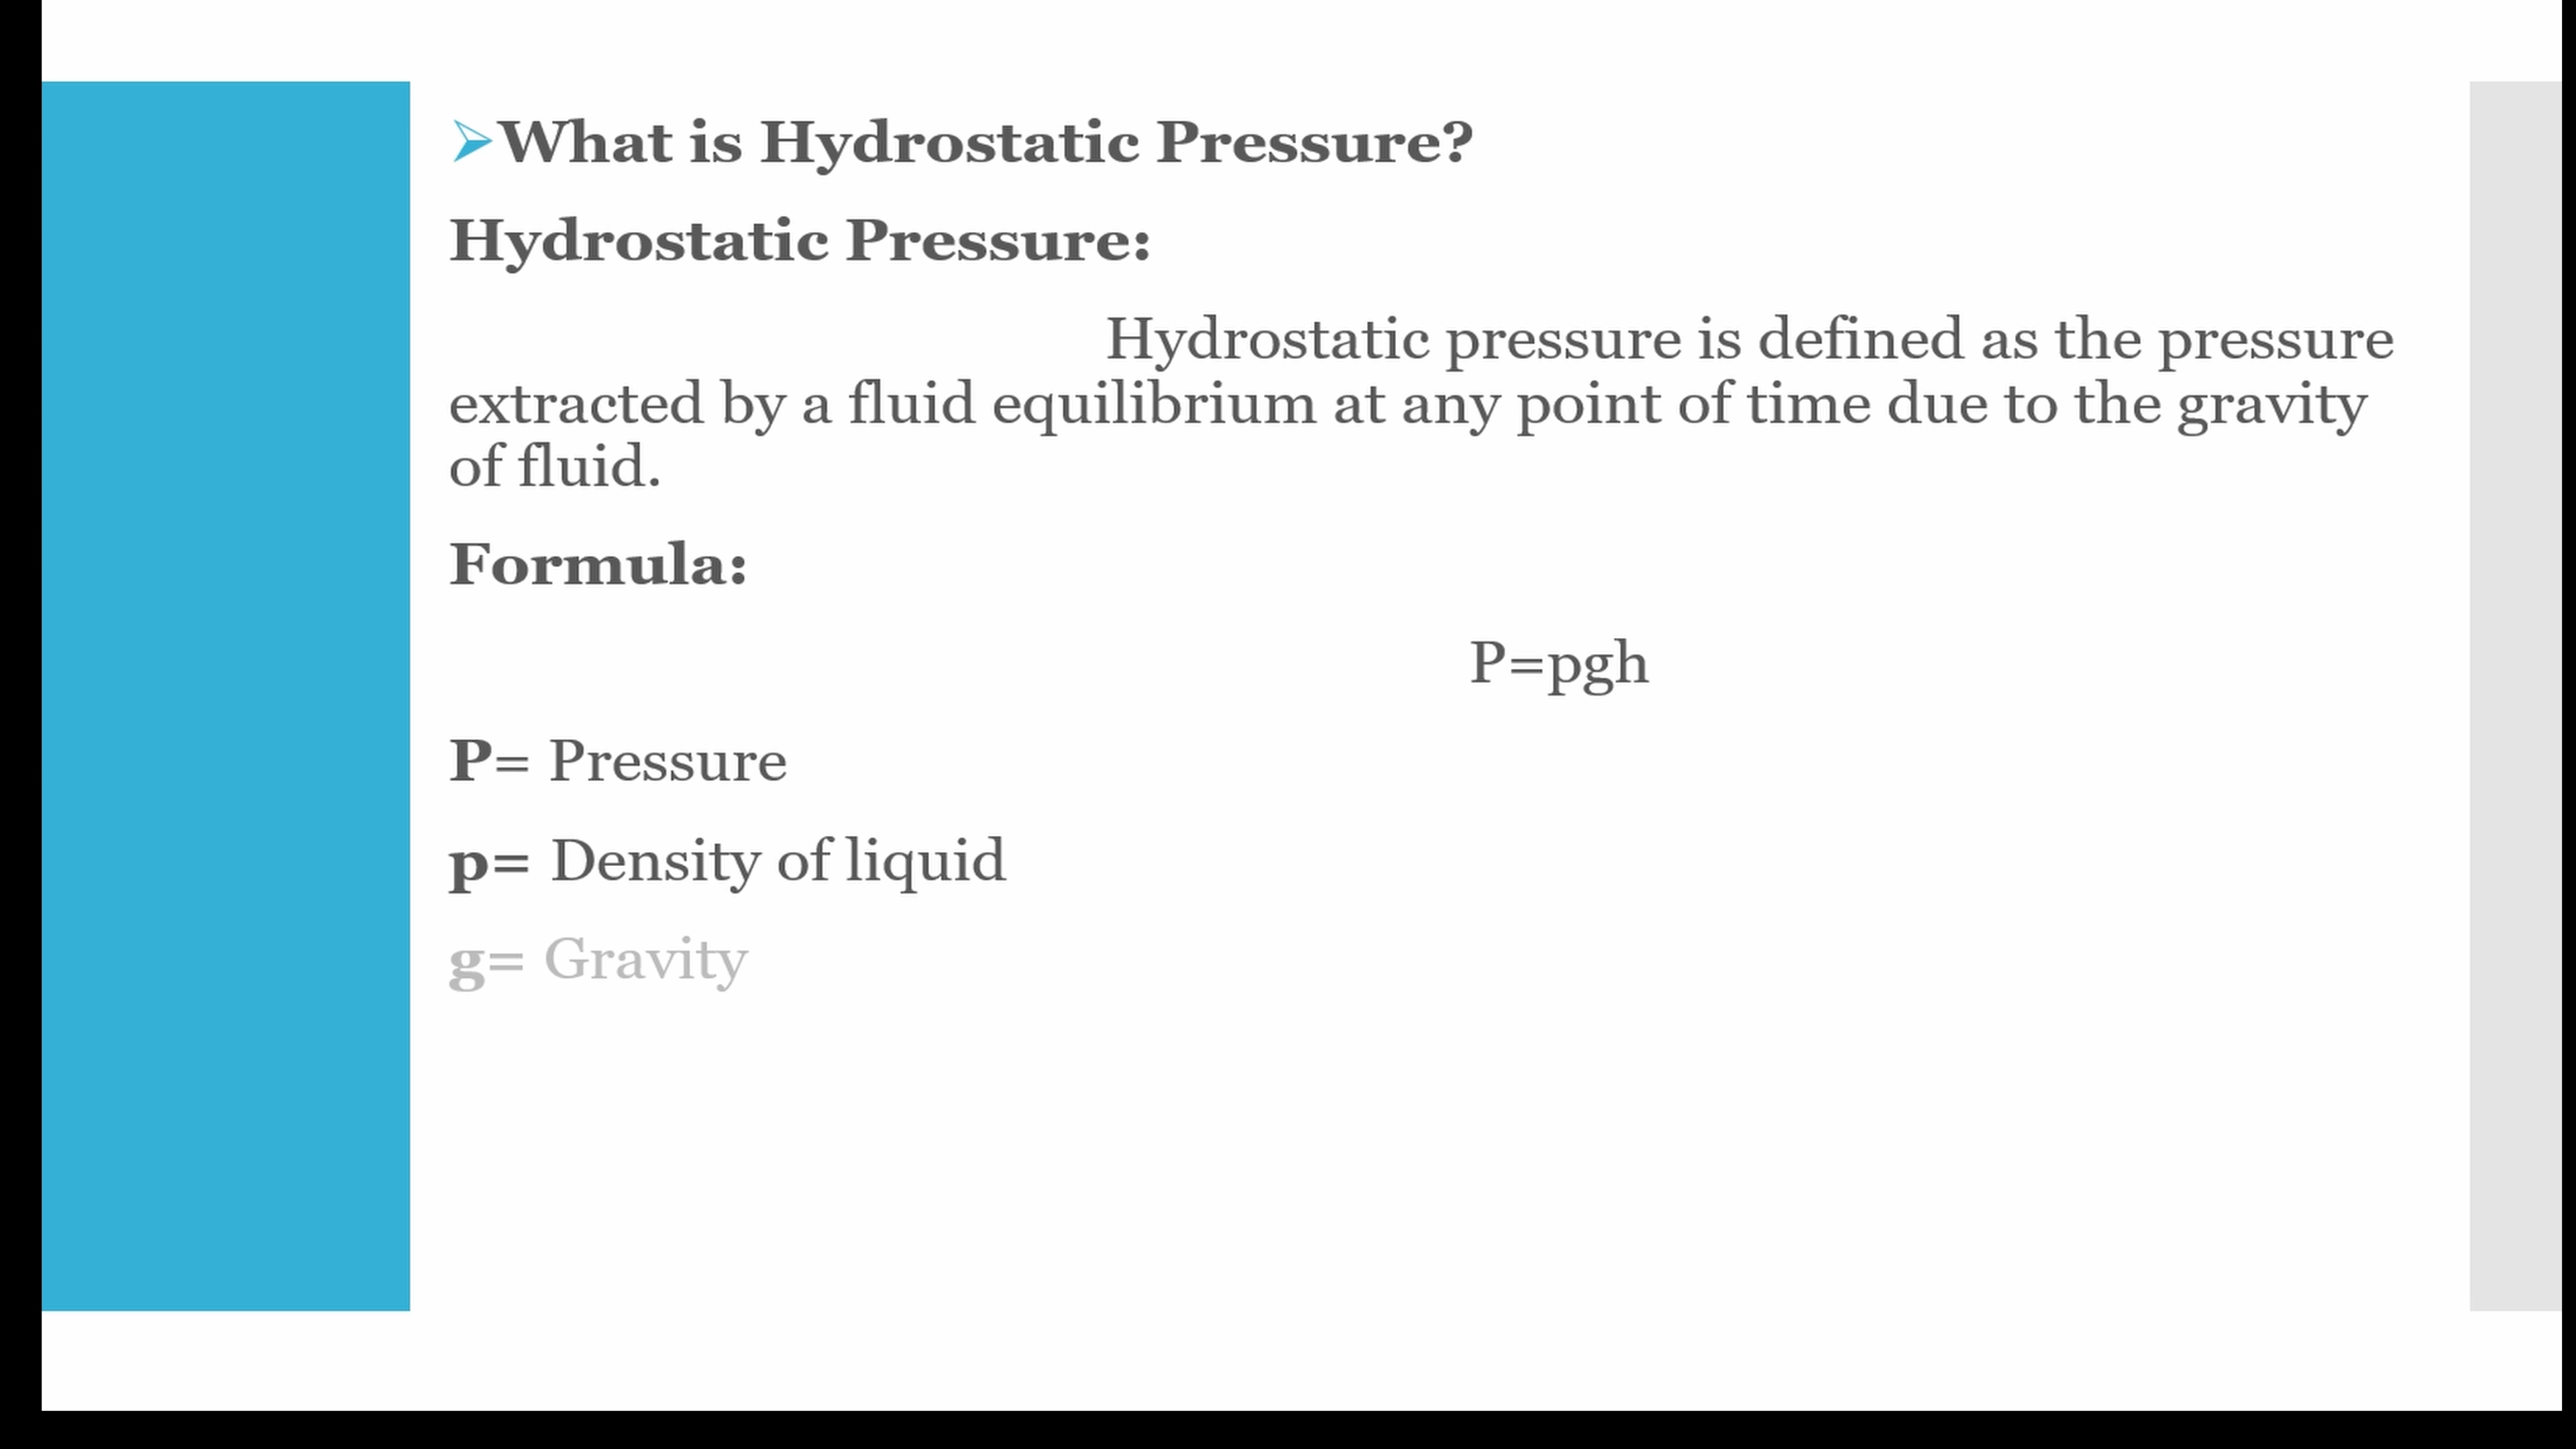 What is Hydrostatic Pressure?
Hydrostatic Pressure:
Hydrostatic pressure is defined as the pressure
extracted by a fluid equilibrium at any point of time due to the gravity
of fluid.
Formula:
P=pgh
P= Pressure
p= Density of liquid
g= Gravity